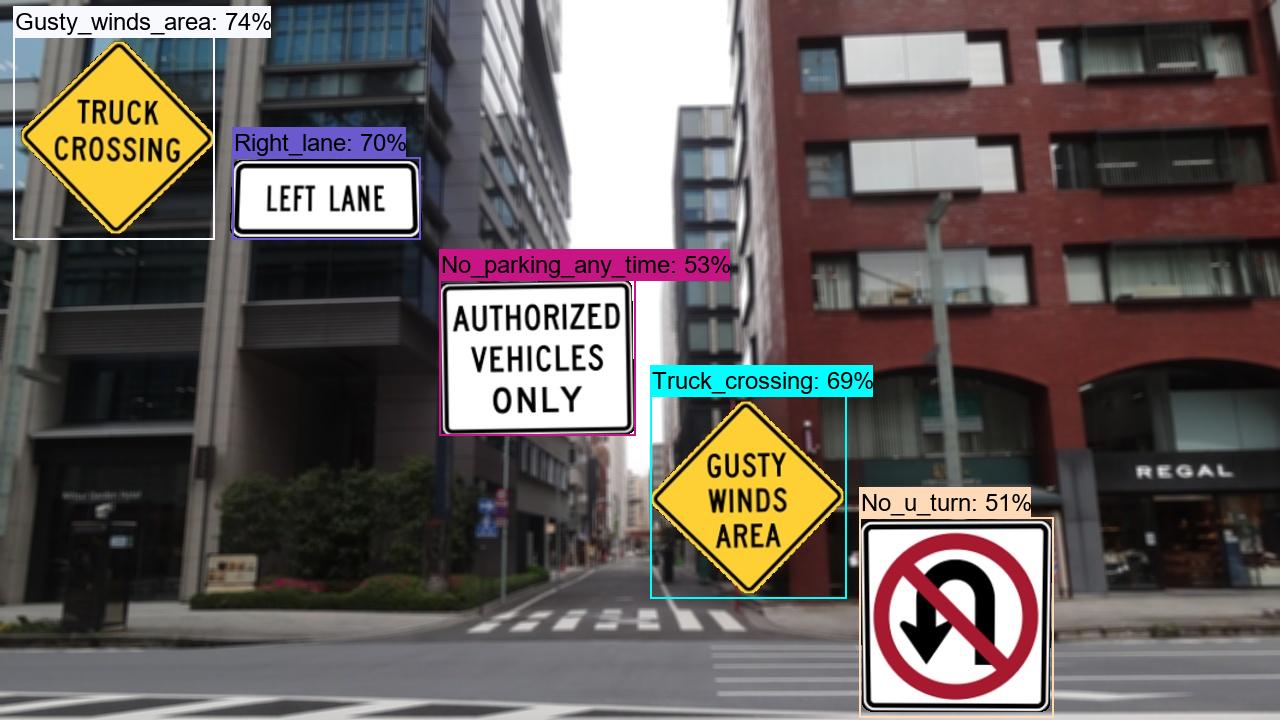 Gusty_winds_area: 74%
TRUCK
CROSSING
Right_lane: 70%
LEFT LANE
No_parking_any_time: 53%
AUTHORIZED
VEHICLES
ONLY
Truck_crossing: 69%
GUSTY
WINDS
AREA
REGAL
No_u_turn: 51%